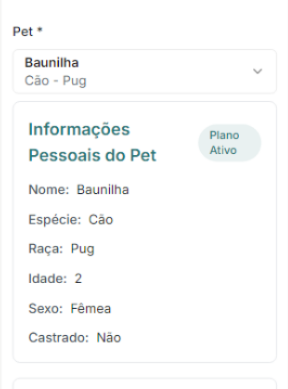 Pet *
Baunilha
Cão - Pug
Informações
Pessoais do Pet
Plano
Ativo
Nome: Baunilha
Espécie: Cão
Raça: Pug
Idade: 2
Sexo: Fêmea
Castrado: Não